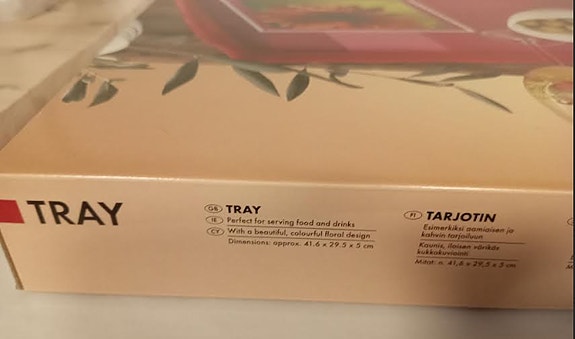 TRAY
GB TRAY
IE Perfect for serving food and drinks
CY With a beautiful, colourful floral design
Dimensions: approx. 41.6 x 29.5 x 5 cm
FI TARJOTIN
Esimerkiksi aamiaisen ja
kahvin tarjoiluun
Kaunis, iloisen värikäs
kukkakuviointi
Mitat: n. 41,6 x 29,5 x 5 cm